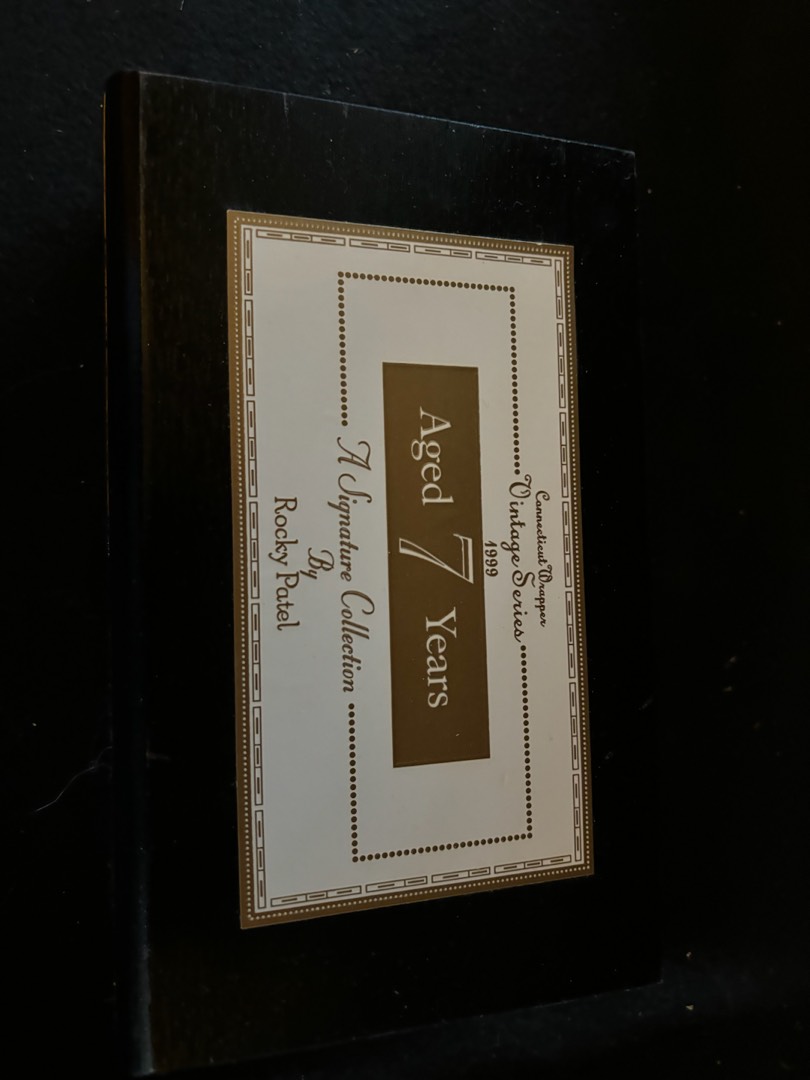 Connecticut Wrapper
Vintage Series
1999
Aged 7 Years
A Signature Collection
By
Rocky Patel